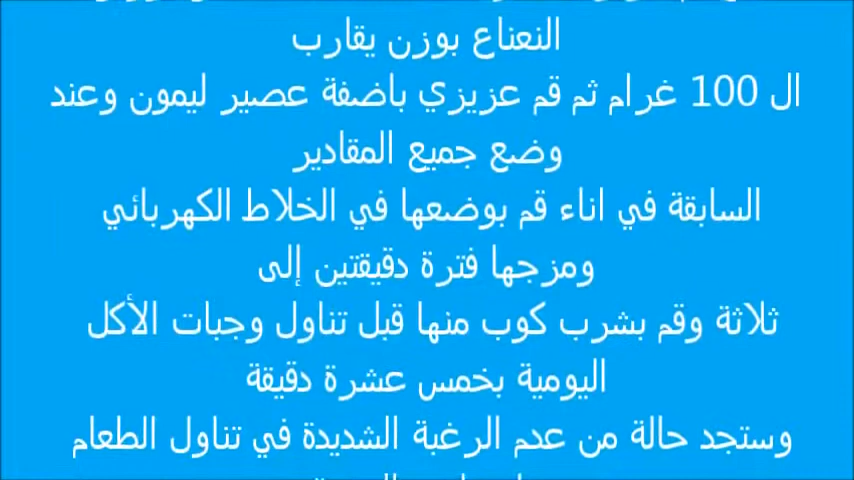 النعناع بوزن يقارب
ال 100 غرام ثم قم عزيزي باضفة عصير ليمون وعند
وضع جميع المقادير
السابقة في اناء قم بوضعها في الخلاط الكهربائي
ومزجها فترة دقيقتين إلى
ثلاثة وقم بشرب كوب منها قبل تناول وجبات الأكل
اليومية بخمس عشرة دقيقة
وستجد حالة من عدم الرغبة الشديدة في تناول الطعام